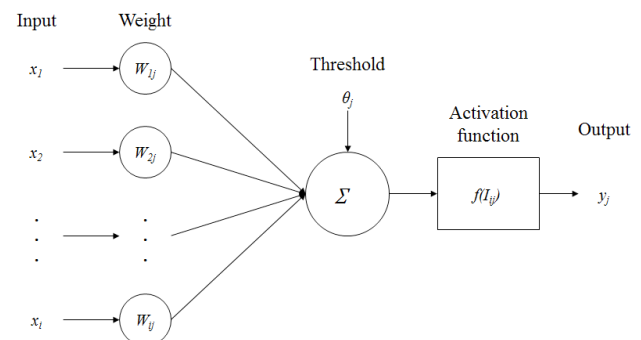 Input
Weight
x1
W1j
Threshold
θj
Activation
function
Output
x2
W2j
Σ
f(Iij)
yj
.
.
.
.
.
.
xi
Wij